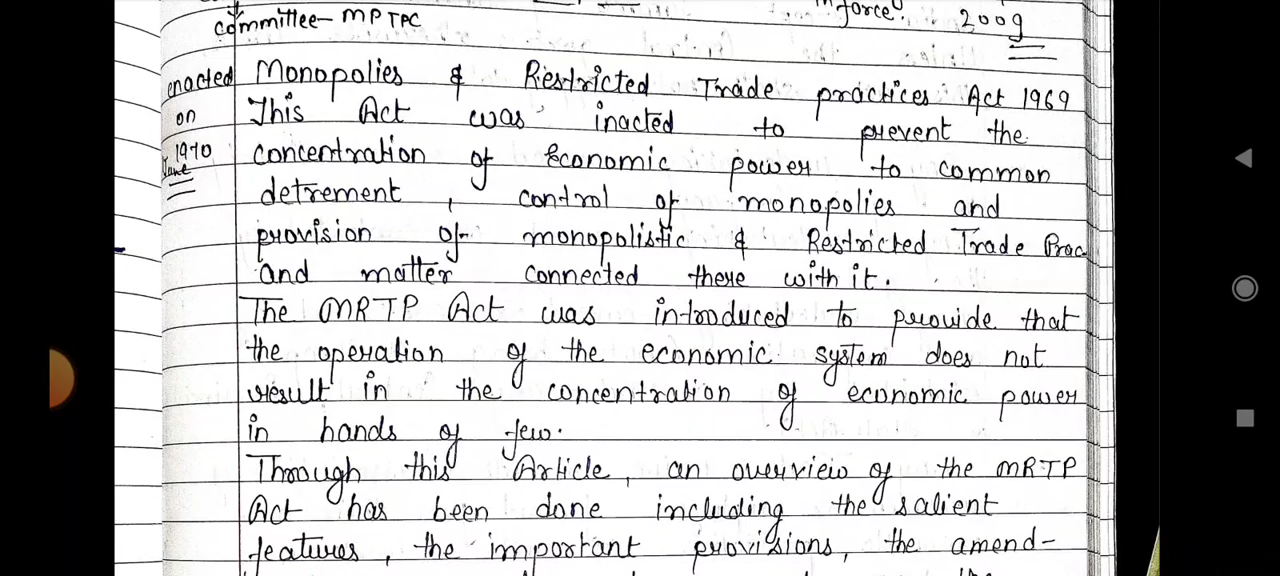 force. 2009
committee - MPTPC
enacted on June 1970
Monopolies & Restricted Trade practices Act 1969
This Act was inacted to prevent the
concentration of Economic power to common
detrement, control of monopolies and
provision of monopolistic & Restricted Trade Prac
and matter connected there with it.
The MRTP Act was introduced to provide that
the operation of the economic system does not
result in the concentration of economic power
in hands of few.
Through this Article, an overview of the MRTP
Act has been done including the salient
features, the important provisions, the amend-